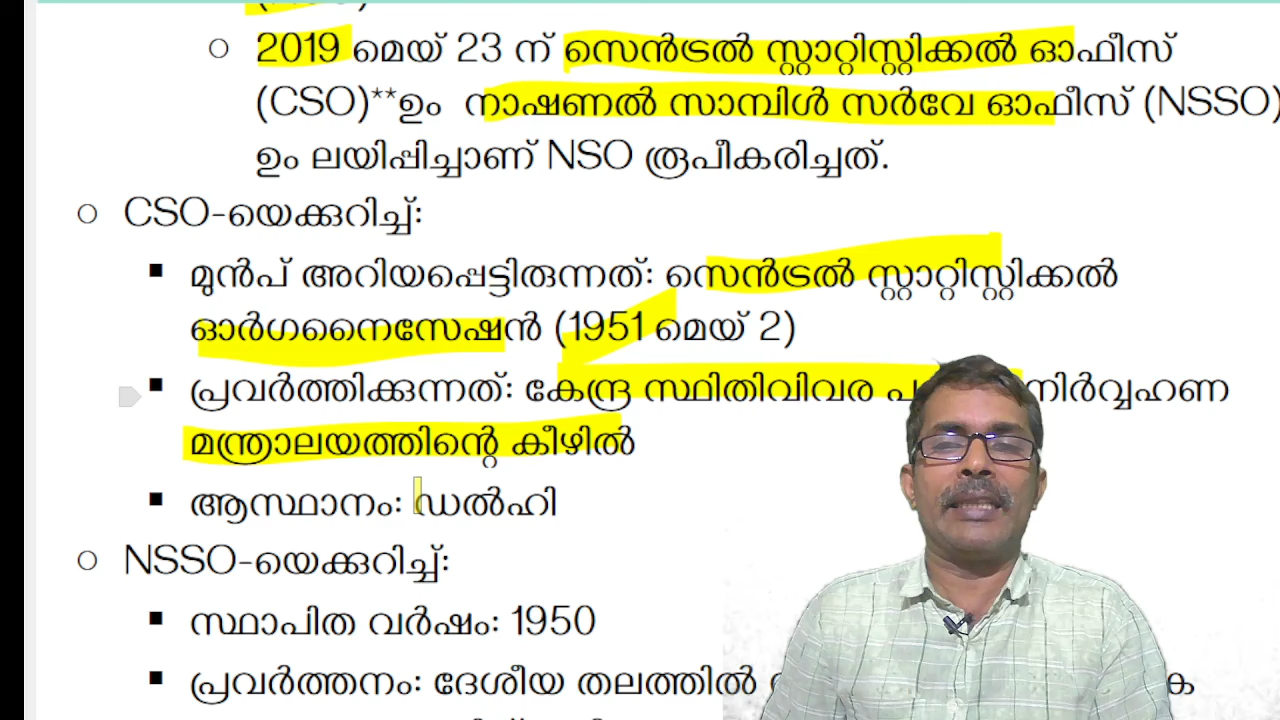 2019 മെയ് 23 ന് സെൻട്രൽ സ്റ്റാറ്റിസ്റ്റിക്കൽ ഓഫീസ്
(CSO)**ഉം നാഷണൽ സാമ്പിൾ സർവേ ഓഫീസ് (NSSO)
ഉം ലയിപ്പിച്ചാണ് NSO രൂപീകരിച്ചത്.
CSO-യെക്കുറിച്ച്:
മുൻപ് അറിയപ്പെട്ടിരുന്നത്: സെൻട്രൽ സ്റ്റാറ്റിസ്റ്റിക്കൽ
ഓർഗനൈസേഷൻ (1951 മെയ് 2)
പ്രവർത്തിക്കുന്നത്: കേന്ദ്ര സ്ഥിതിവിവര നിർവ്വഹണ
മന്ത്രാലയത്തിന്റെ കീഴിൽ
ആസ്ഥാനം: ഡൽഹി
NSSO-യെക്കുറിച്ച്:
സ്ഥാപിത വർഷം: 1950
പ്രവർത്തനം: ദേശീയ തലത്തിൽ